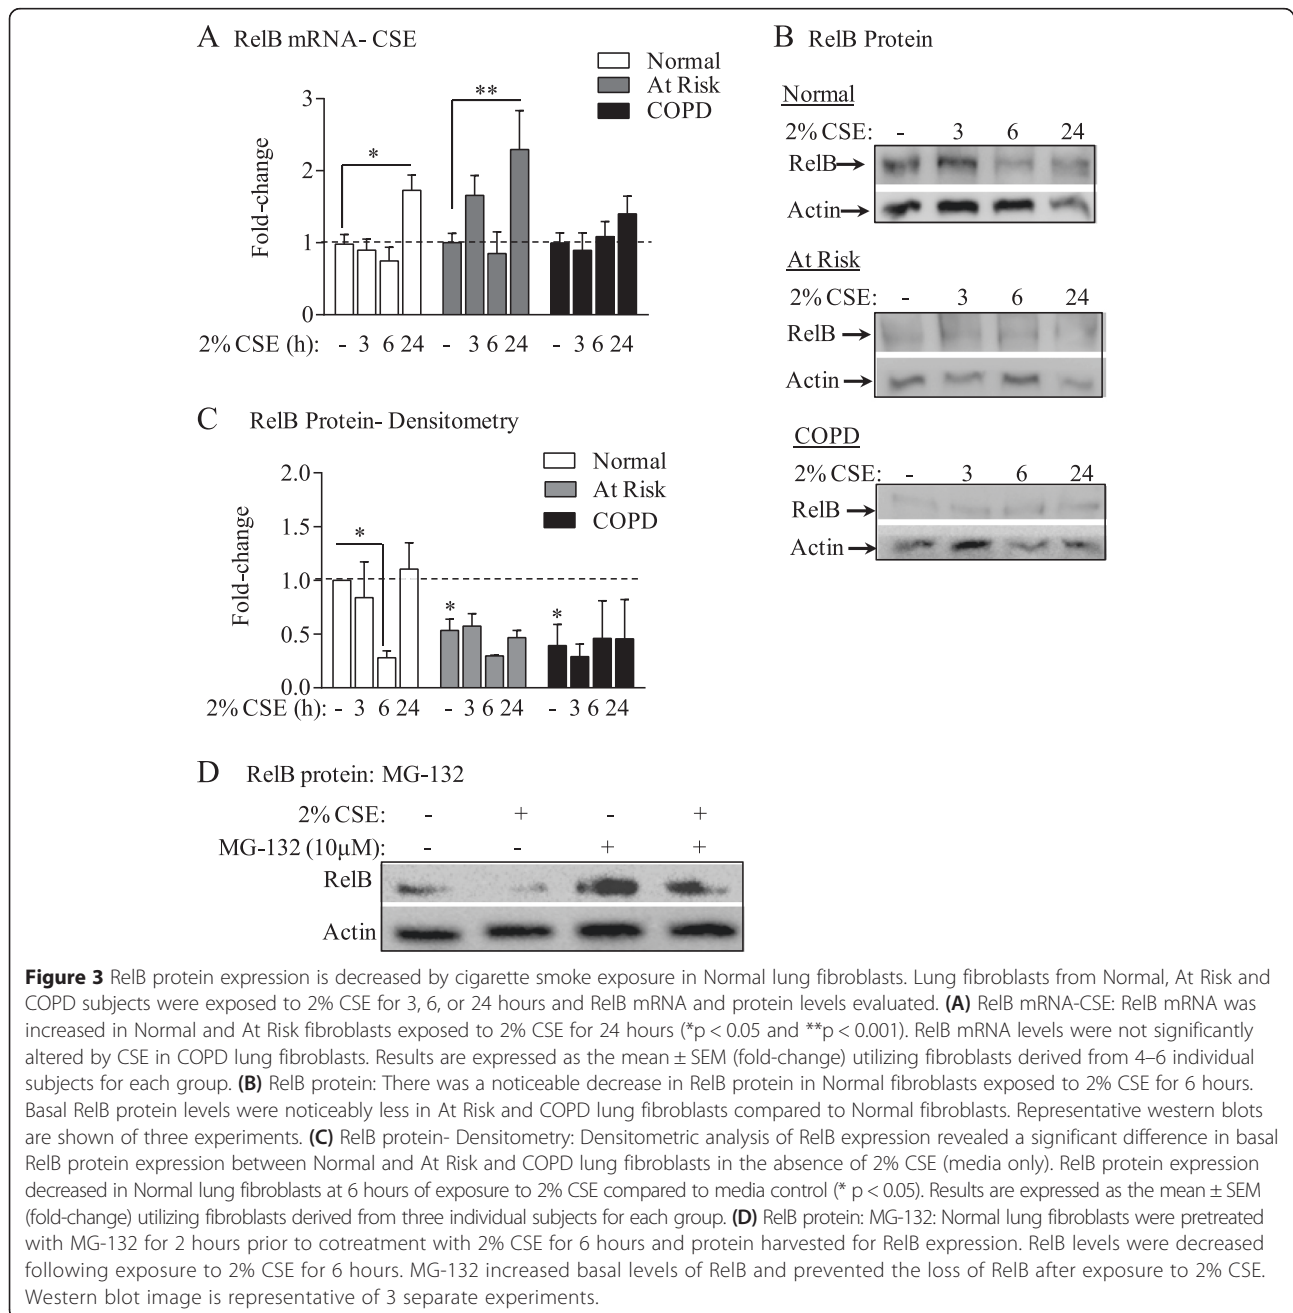 A RelB mRNA- CSE
Normal
At Risk
COPD
Fold-change
3
2
1
0
*
**
2% CSE (h): - 3 6 24 - 3 6 24 - 3 6 24
B RelB Protein
Normal
2% CSE: - 3 6 24
RelB
Actin
At Risk
2% CSE: - 3 6 24
RelB
Actin
COPD
2% CSE: - 3 6 24
RelB
Actin
C RelB Protein- Densitometry
Normal
At Risk
COPD
Fold-change
2.0
1.5
1.0
0.5
0.0
*
*
*
2% CSE (h): - 3 6 24 - 3 6 24 - 3 6 24
D RelB protein: MG-132
2% CSE: - + - +
MG-132 (10µM): - - + +
RelB
Actin
Figure 3 RelB protein expression is decreased by cigarette smoke exposure in Normal lung fibroblasts. Lung fibroblasts from Normal, At Risk and
COPD subjects were exposed to 2% CSE for 3, 6, or 24 hours and RelB mRNA and protein levels evaluated. (A) RelB mRNA-CSE: RelB mRNA was
increased in Normal and At Risk fibroblasts exposed to 2% CSE for 24 hours (*p < 0.05 and **p < 0.001). RelB mRNA levels were not significantly
altered by CSE in COPD lung fibroblasts. Results are expressed as the mean ± SEM (fold-change) utilizing fibroblasts derived from 4–6 individual
subjects for each group. (B) RelB protein: There was a noticeable decrease in RelB protein in Normal fibroblasts exposed to 2% CSE for 6 hours.
Basal RelB protein levels were noticeably less in At Risk and COPD lung fibroblasts compared to Normal fibroblasts. Representative western blots
are shown of three experiments. (C) RelB protein- Densitometry: Densitometric analysis of RelB expression revealed a significant difference in basal
RelB protein expression between Normal and At Risk and COPD lung fibroblasts in the absence of 2% CSE (media only). RelB protein expression
decreased in Normal lung fibroblasts at 6 hours of exposure to 2% CSE compared to media control (* p < 0.05). Results are expressed as the mean ± SEM
(fold-change) utilizing fibroblasts derived from three individual subjects for each group. (D) RelB protein: MG-132: Normal lung fibroblasts were pretreated
with MG-132 for 2 hours prior to cotreatment with 2% CSE for 6 hours and protein harvested for RelB expression. RelB levels were decreased
following exposure to 2% CSE for 6 hours. MG-132 increased basal levels of RelB and prevented the loss of RelB after exposure to 2% CSE.
Western blot image is representative of 3 separate experiments.